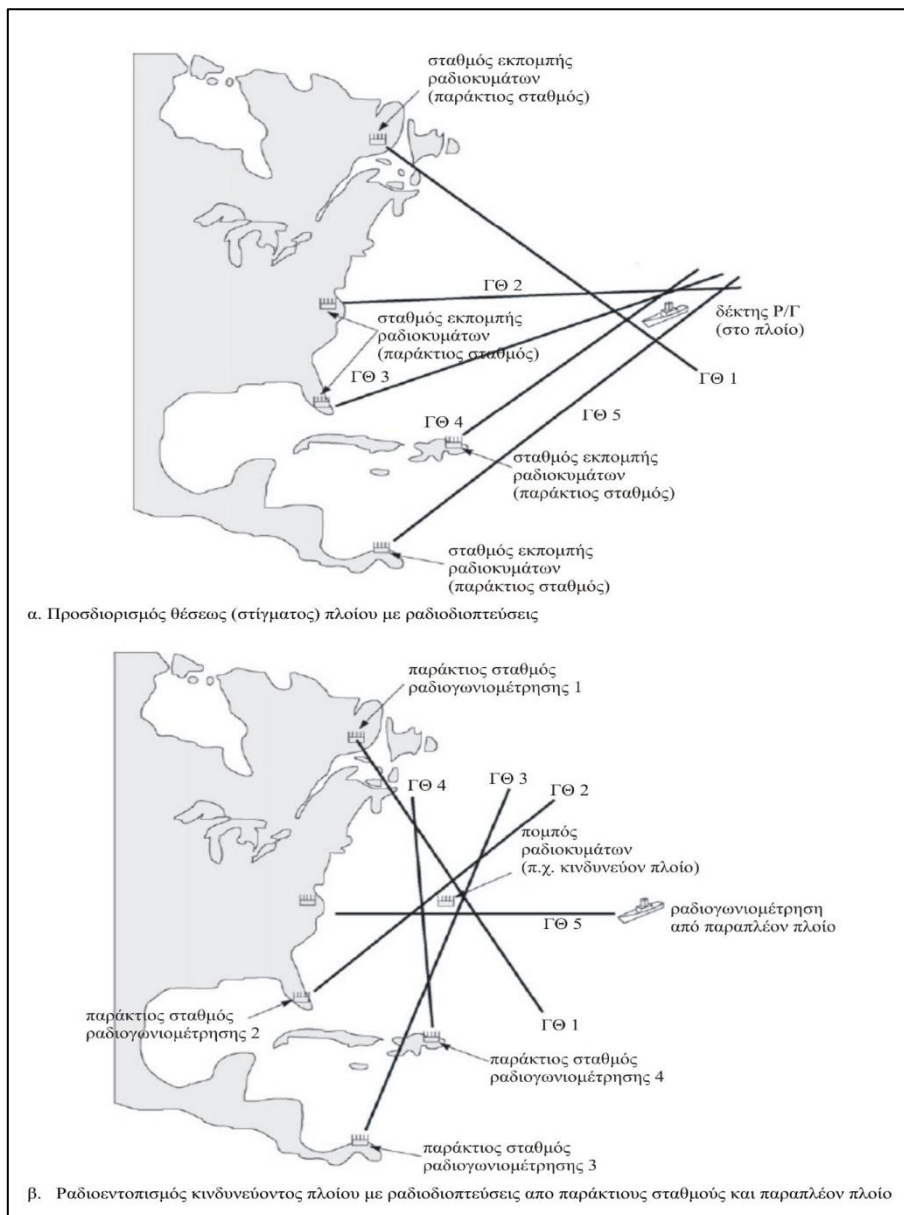 σταθμός εκπομπής
ραδιοκυμάτων
(παράκτιος σταθμός)
ΓΘ 2
σταθμός εκπομπής
ραδιοκυμάτων
(παράκτιος σταθμός)
δέκτης Ρ/Γ
(στο πλοίο)
ΓΘ 3
ΓΘ 1
ΓΘ 4
ΓΘ 5
σταθμός εκπομπής
ραδιοκυμάτων
(παράκτιος σταθμός)
σταθμός εκπομπής
ραδιοκυμάτων
(παράκτιος σταθμός)
α. Προσδιορισμός θέσεως (στίγματος) πλοίου με ραδιοδιοπτεύσεις
παράκτιος σταθμός
ραδιογωνιομέτρησης 1
ΓΘ 4
ΓΘ 3
ΓΘ 2
πομπός
ραδιοκυμάτων
(π.χ. κινδυνεύον πλοίο)
ΓΘ 5
ραδιογωνιομέτρηση
από παραπλέον πλοίο
παράκτιος σταθμός
ραδιογωνιομέτρησης 2
ΓΘ 1
παράκτιος σταθμός
ραδιογωνιομέτρησης 4
παράκτιος σταθμός
ραδιογωνιομέτρησης 3
β. Ραδιοεντοπισμός κινδυνεύοντος πλοίου με ραδιοδιοπτεύσεις απο παράκτιους σταθμούς και παραπλέον πλοίο